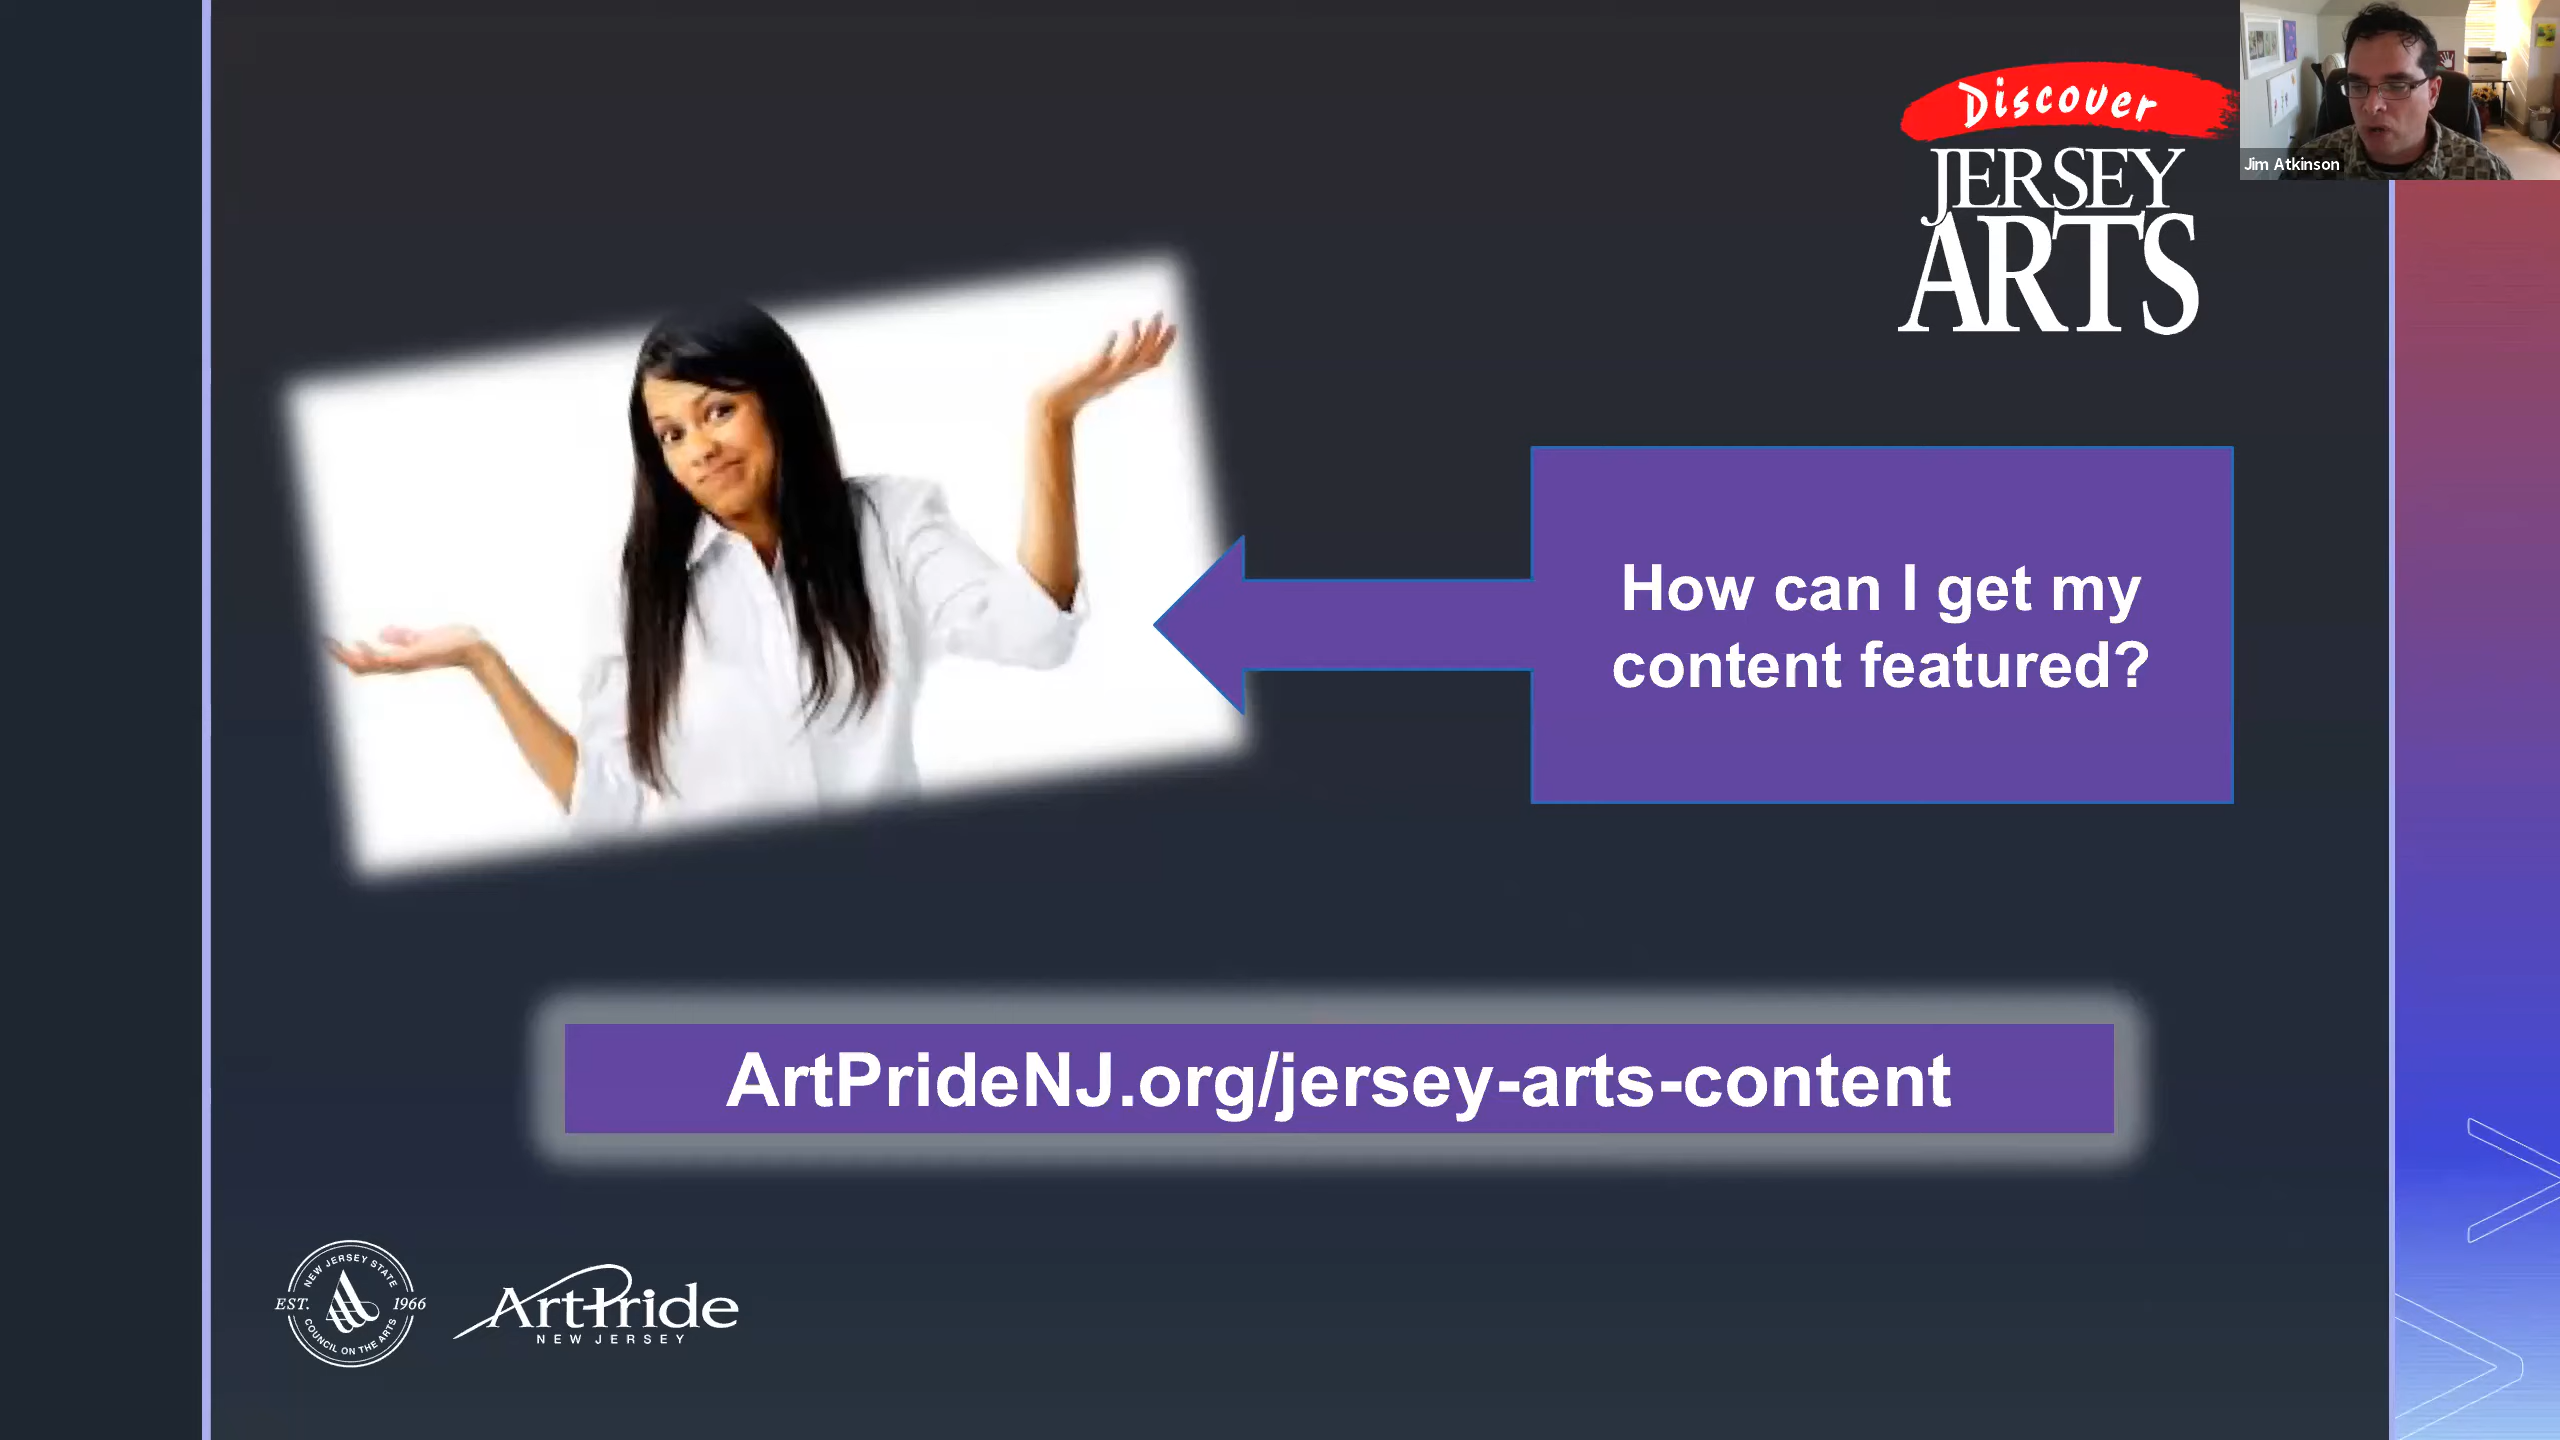 Discover
JERSEY
ARTS
Jim Atkinson
How can I get my
content featured?
ArtPrideNJ.org/jersey-arts-content
NEW JERSEY STATE
EST. 1966
COUNCIL ON THE ARTS
ArtPride
NEW JERSEY